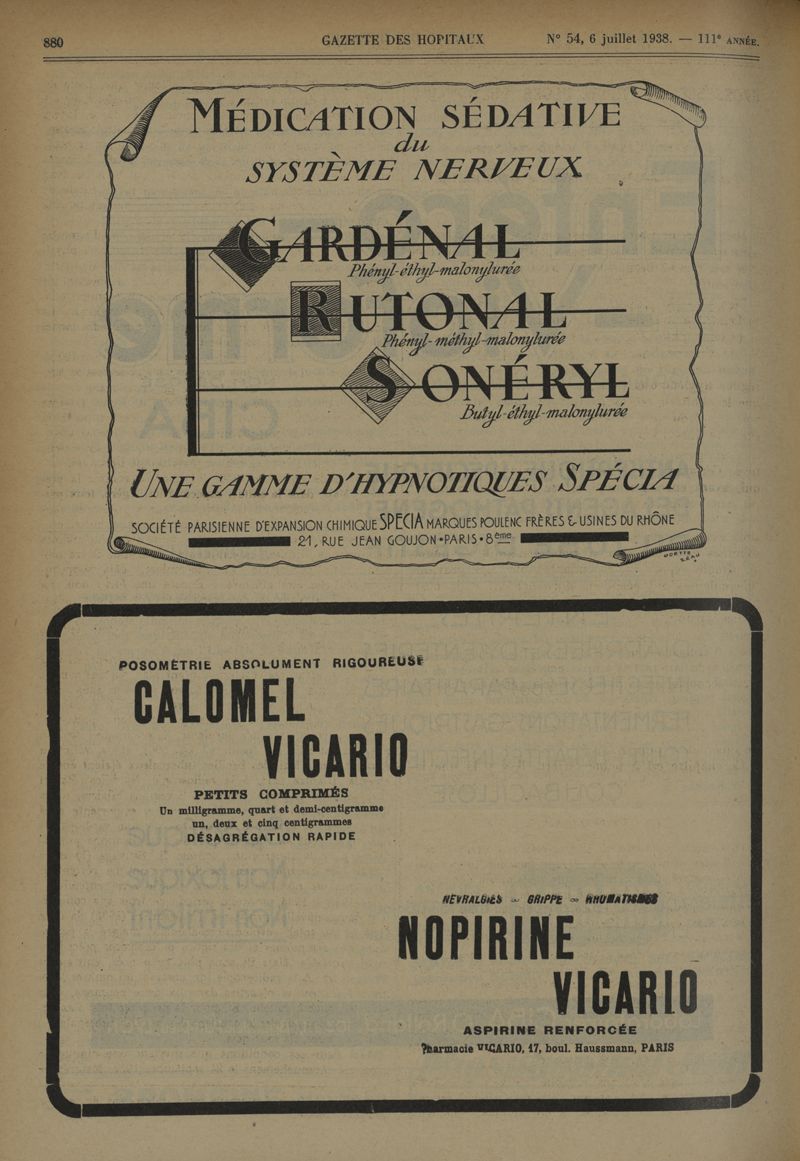 880
GAZETTE DES HOPITAUX
N° 54, 6 juillet 1938. — 111e ANNÉE.
MÉDICATION SÉDATIVE
du
SYSTÈME NERVEUX
GARDÉNAL
Phényl-éthyl-malonylurée
RUTONAL
Phényl-méthyl-malonylurée
SONÉRYL
Butyl-éthyl-malonylurée
UNE GAMME D'HYPNOTIQUES SPÉCIA
SOCIÉTÉ PARISIENNE D'EXPANSION CHIMIQUE SPECIA MARQUES POULENC FRÈRES & USINES DU RHÔNE
21, RUE JEAN GOUJON•PARIS•8ème
POSOMÉTRIE ABSOLUMENT RIGOUREUSE
CALOMEL
VICARIO
PETITS COMPRIMÉS
Un milligramme, quart et demi-centigramme
un, deux et cinq centigrammes
DÉSAGRÉGATION RAPIDE
NÉVRALGIES ~ GRIPPE ~ RHUMATISMES
NOPIRINE
VICARIO
ASPIRINE RENFORCÉE
Pharmacie VICARIO, 17, boul. Haussmann, PARIS